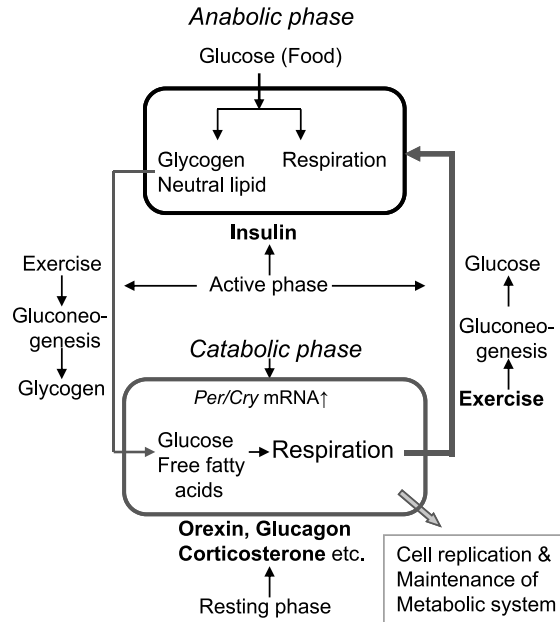 Anabolic phase
Glucose (Food)
Glycogen
Neutral lipid
Respiration
Insulin
Active phase
Exercise
Gluconeo-
genesis
Glycogen
Glucose
Gluconeo-
genesis
Exercise
Catabolic phase
Per/Cry mRNA↑
Glucose
Free fatty
acids
Respiration
Orexin, Glucagon
Corticosterone etc.
Resting phase
Cell replication &
Maintenance of
Metabolic system